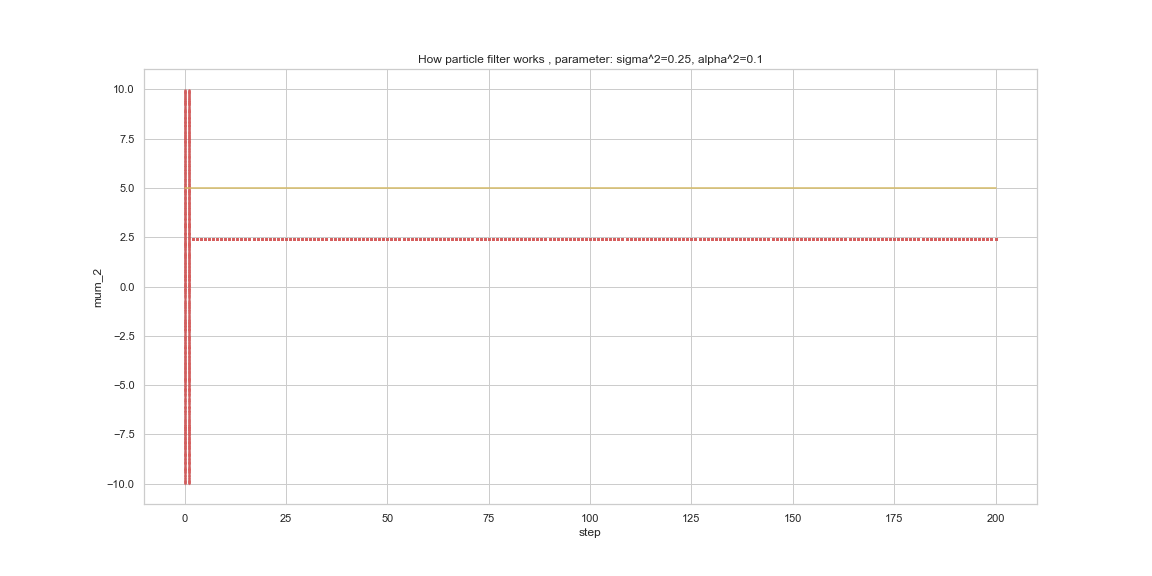 How particle filter works , parameter: sigma^2=0.25, alpha^2=0.1
10.0
7.5
5.0
2.5
0.0
−2.5
−5.0
−7.5
−10.0
mum_2
0 25 50 75 100 125 150 175 200
step